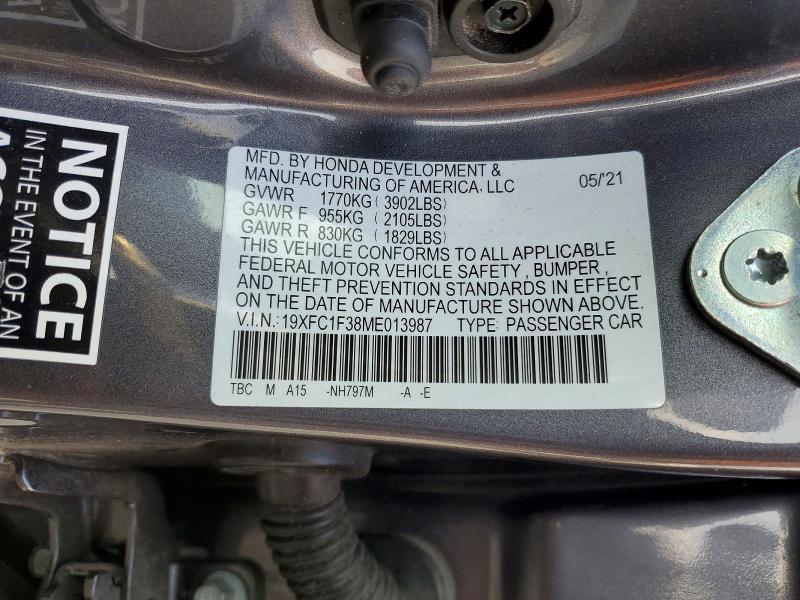 NOTICE
IN THE EVENT OF AN
MFD. BY HONDA DEVELOPMENT &
MANUFACTURING OF AMERICA, LLC 05/'21
GVWR 1770KG ( 3902LBS)
GAWR F 955KG ( 2105LBS)
GAWR R 830KG ( 1829LBS)
THIS VEHICLE CONFORMS TO ALL APPLICABLE
FEDERAL MOTOR VEHICLE SAFETY , BUMPER ,
AND THEFT PREVENTION STANDARDS IN EFFECT
ON THE DATE OF MANUFACTURE SHOWN ABOVE.
V.I.N.: 19XFC1F38ME013987 TYPE: PASSENGER CAR
TBC M A15 -NH797M -A -E